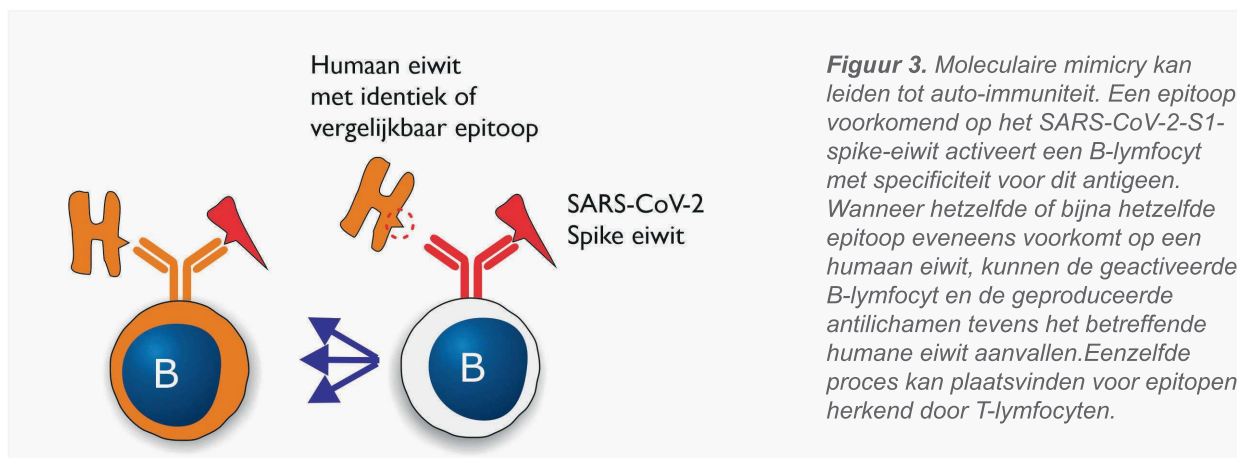 Humaan eiwit
met identiek of
vergelijkbaar epitoop
H
H
SARS-CoV-2
Spike eiwit
B
B
Figuur 3. Moleculaire mimicry kan
leiden tot auto-immuniteit. Een epitoop
voorkomend op het SARS-CoV-2-S1-
spike-eiwit activeert een B-lymfocyt
met specificiteit voor dit antigeen.
Wanneer hetzelfde of bijna hetzelfde
epitoop eveneens voorkomt op een
humaan eiwit, kunnen de geactiveerde
B-lymfocyt en de geproduceerde
antilichamen tevens het betreffende
humane eiwit aanvallen.Eenzelfde
proces kan plaatsvinden voor epitopen
herkend door T-lymfocyten.